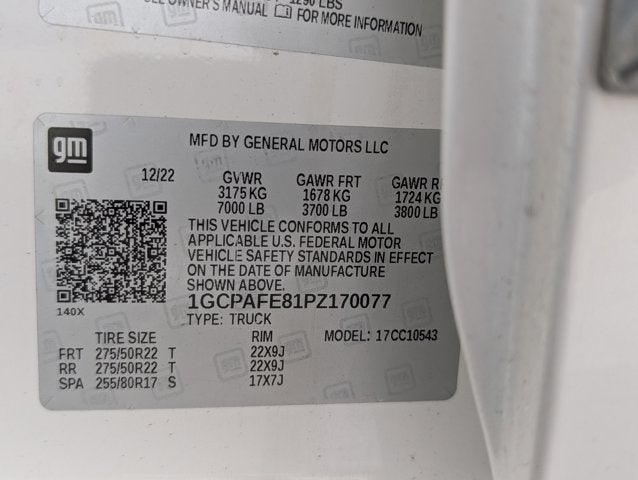 1290 LBS
OWNER'S MANUAL FOR MORE INFORMATION
gm
gm
MFD BY GENERAL MOTORS LLC
12/22 GVWR GAWR FRT GAWR
3175 KG 1678 KG 1724 KG
7000 LB 3700 LB 3800 LB
THIS VEHICLE CONFORMS TO ALL
APPLICABLE U.S. FEDERAL MOTOR
VEHICLE SAFETY STANDARDS IN EFFECT
ON THE DATE OF MANUFACTURE
SHOWN ABOVE.
1GCPAFE81PZ170077
140X
TYPE: TRUCK
TIRE SIZE RIM MODEL: 17CC10543
FRT 275/50R22 T 22X9J
RR 275/50R22 T 22X9J
SPA 255/80R17 S 17X7J